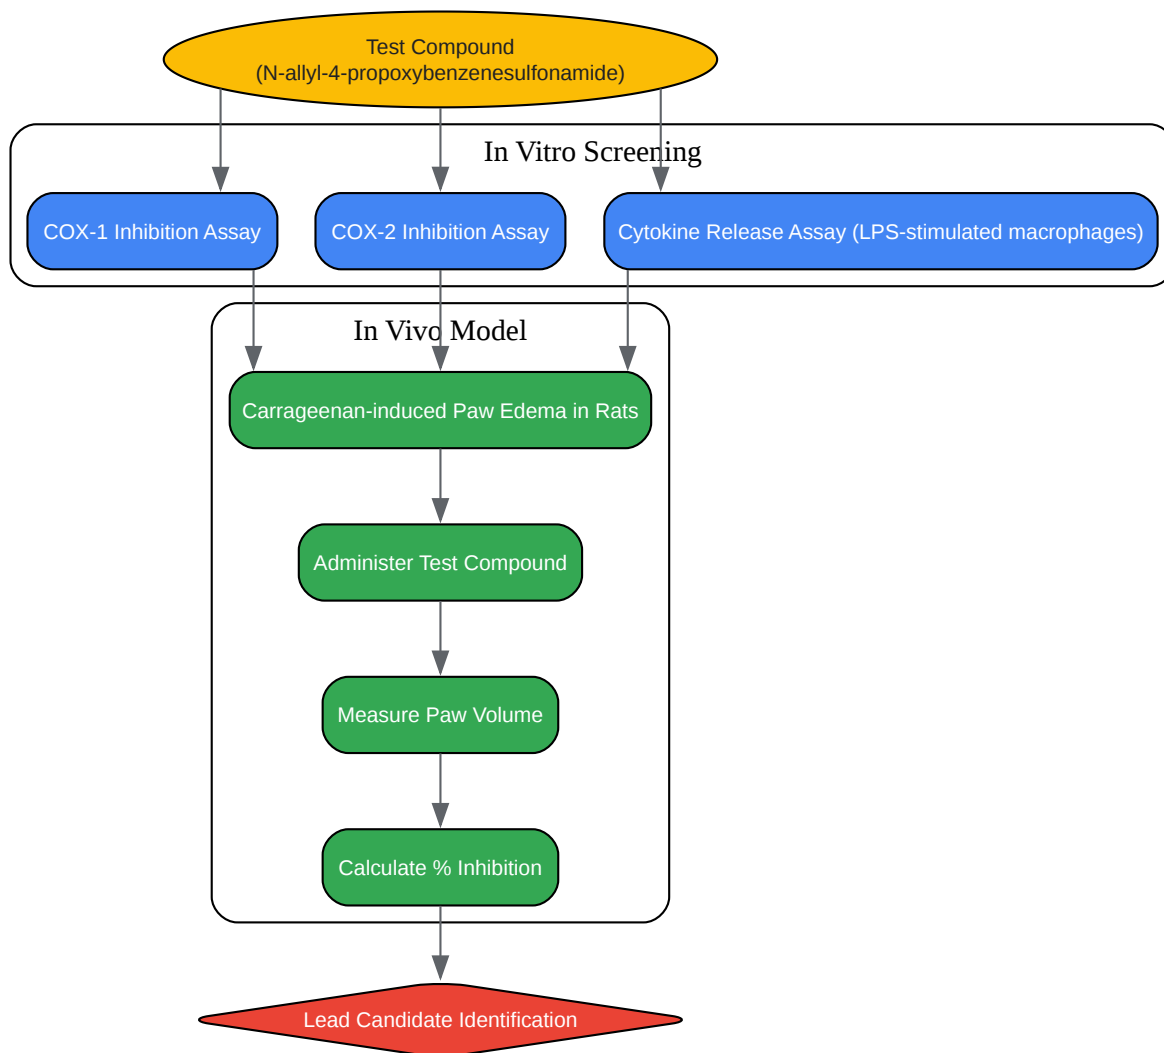 Test Compound
(N-allyl-4-propoxybenzenesulfonamide)
In Vitro Screening
COX-1 Inhibition Assay
COX-2 Inhibition Assay
Cytokine Release Assay (LPS-stimulated macrophages)
In Vivo Model
Carrageenan-induced Paw Edema in Rats
Administer Test Compound
Measure Paw Volume
Calculate % Inhibition
Lead Candidate Identification